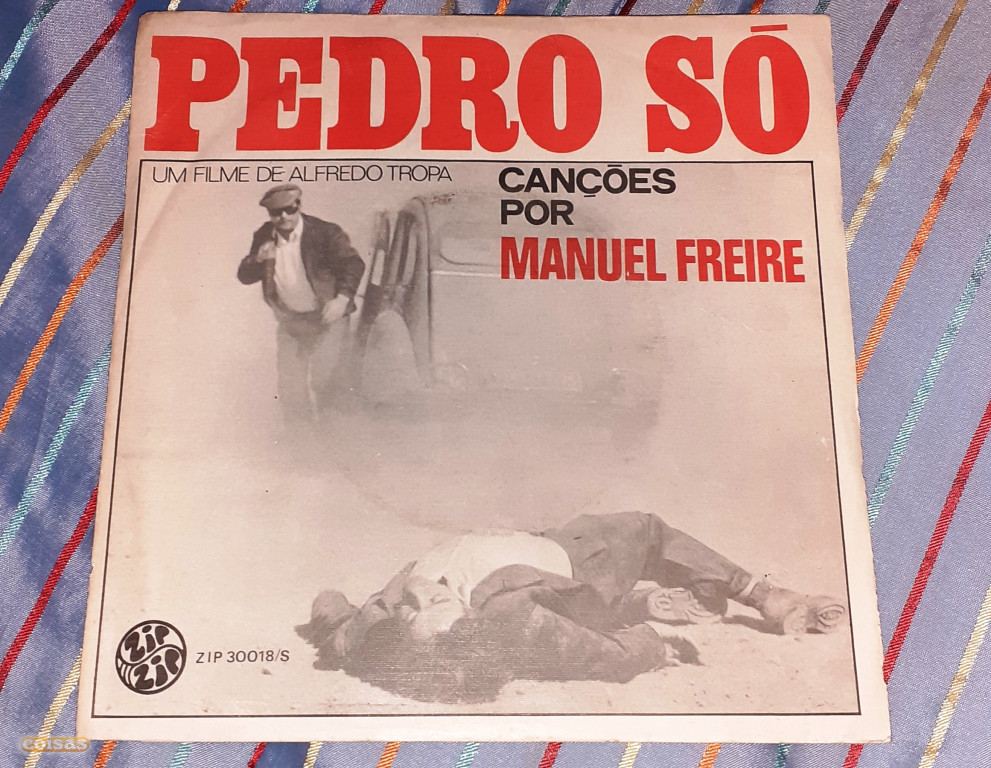 PEDRO SÓ
UM FILME DE ALFREDO TROPA
CANÇÕES
POR
MANUEL FREIRE
ZIP
ZIP
ZIP 30018/S
coisas